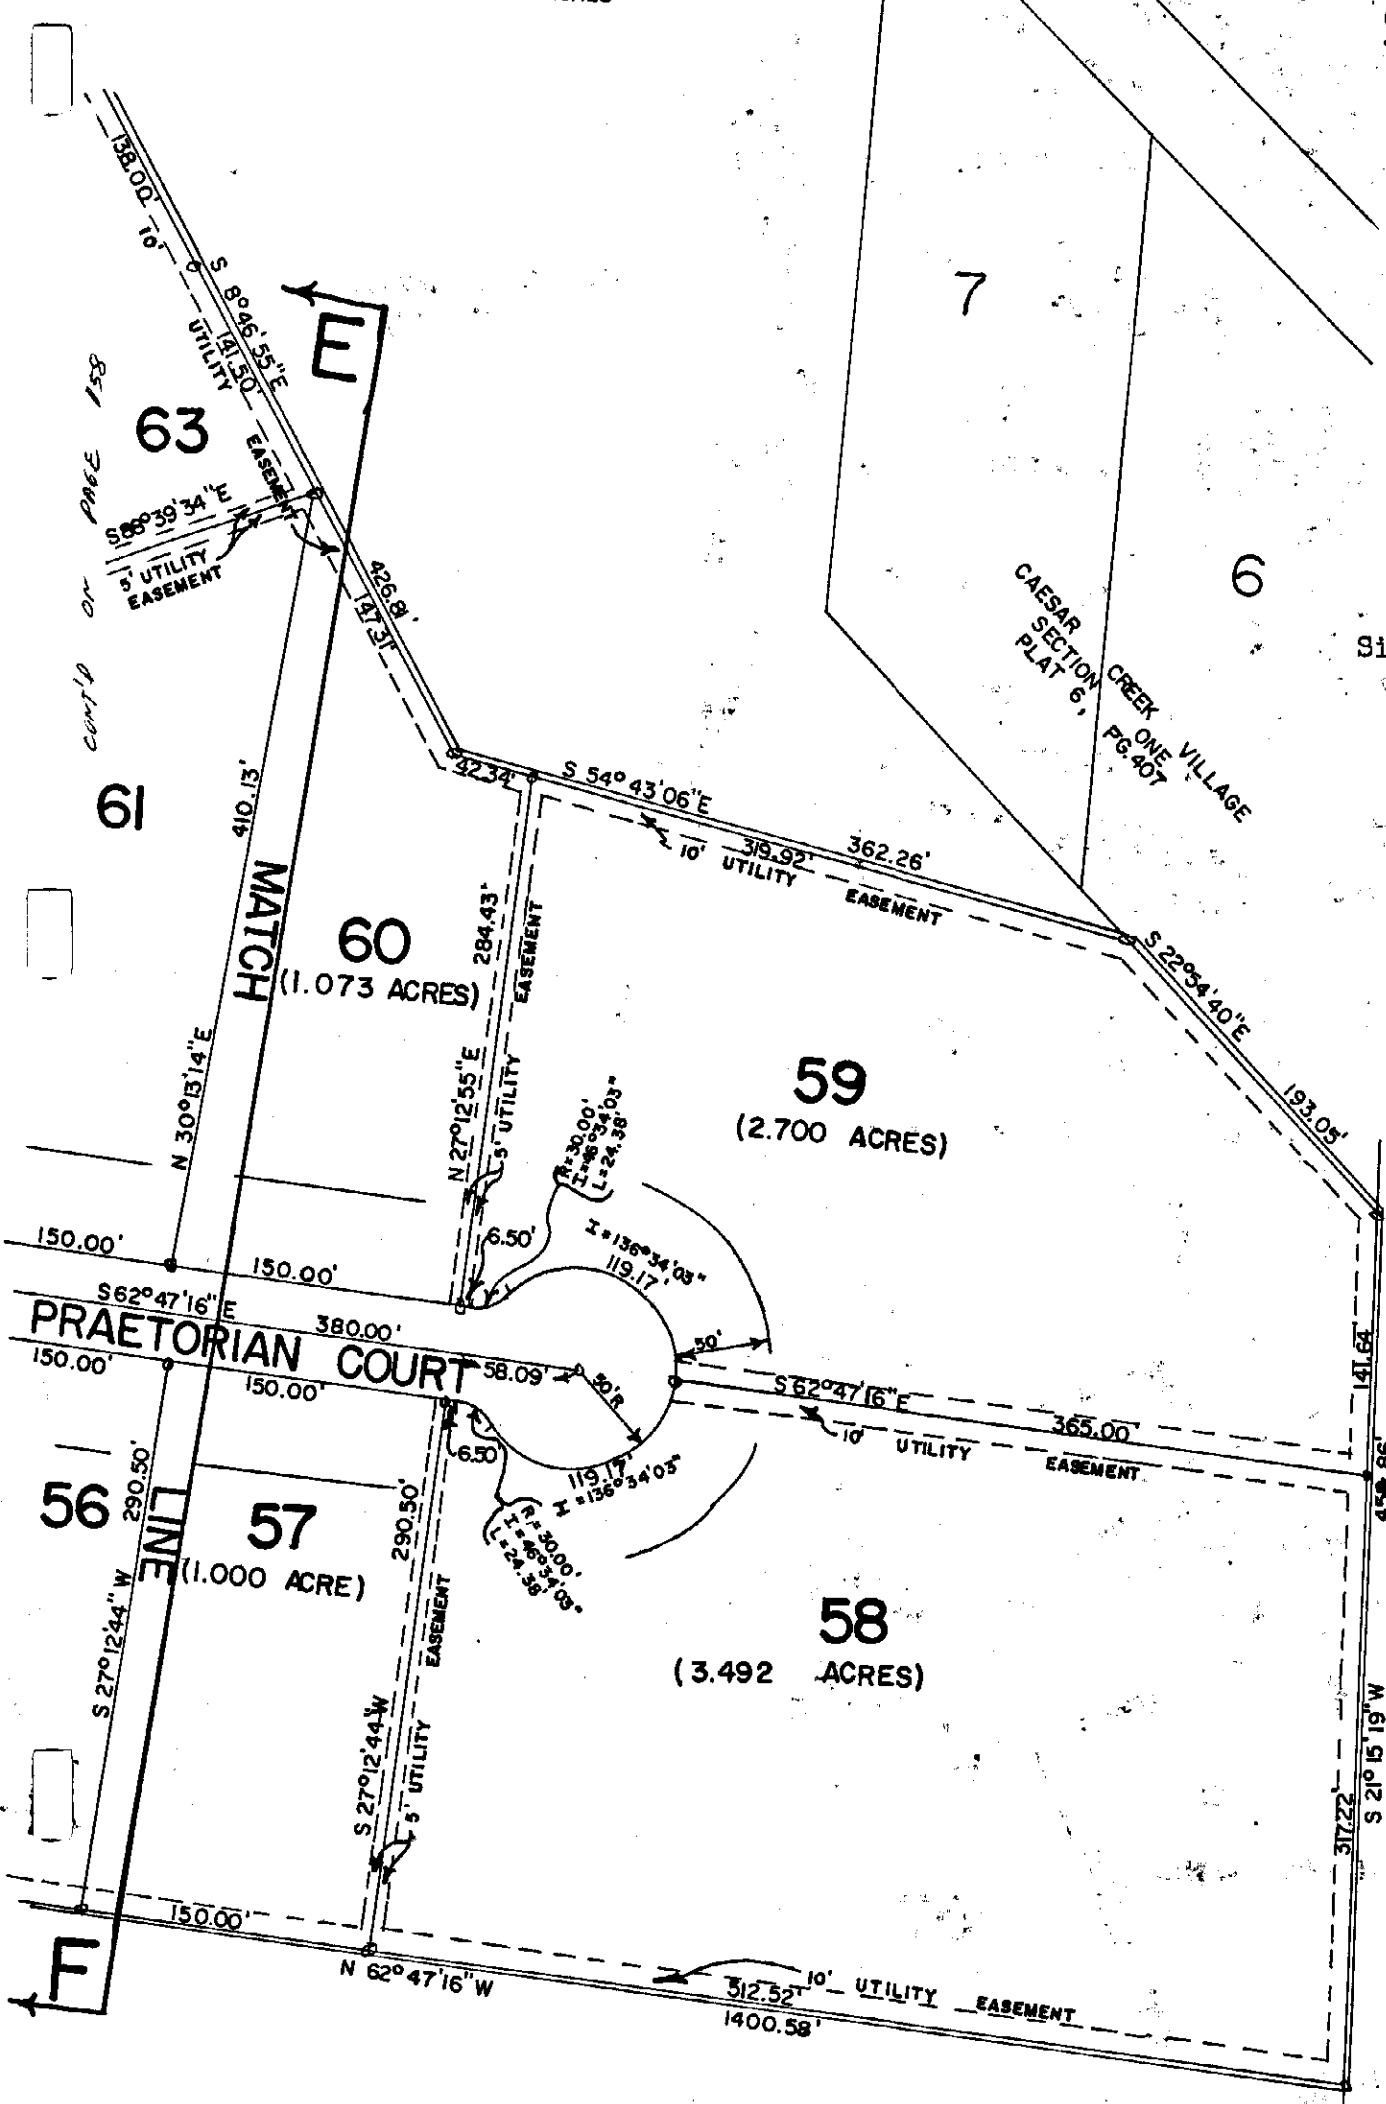 138.00'
10'
S 8°46'55"E
141.50'
UTILITY
EASEMENT
E
7
6
CONT'D ON PAGE 158
63
S88°39'34"E
5' UTILITY
EASEMENT
426.81'
147.31'
CAESAR CREEK VILLAGE
SECTION ONE
PLAT 6, PG.407
Si
61
410.13'
N 30°13'14"E
MATCH
42.34'
S 54°43'06"E
362.26'
319.92'
10' UTILITY EASEMENT
60
(1.073 ACRES)
284.43'
N 27°12'55"E
5' UTILITY EASEMENT
S 22°54'40"E
193.05'
59
(2.700 ACRES)
R=30.00'
I=46°34'03"
L=24.38'
6.50'
I=136°34'03"
119.17'
50'
150.00'
150.00'
S62°47'16"E
380.00'
PRAETORIAN COURT
58.09'
50'R
150.00'
150.00'
S62°47'16"E
365.00'
10' UTILITY EASEMENT
141.64
6.50'
119.17'
I=136°34'03"
R=30.00'
I=46°34'03"
L=24.38'
56
290.50'
S 27°12'44" W
LINE
57
(1.000 ACRE)
290.50'
S 27°12'44"W
5' UTILITY EASEMENT
58
(3.492 ACRES)
S 21°15'19" W
317.22'
F
150.00'
N 62°47'16"W
10' UTILITY EASEMENT
512.52'
1400.58'